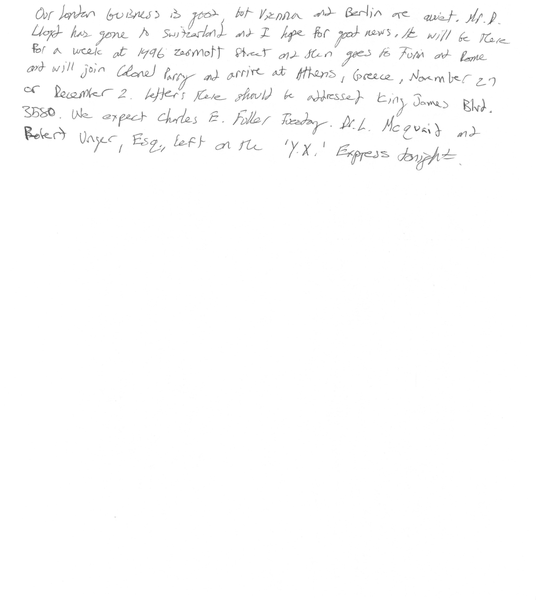 Our London business is good, but Vienna and Berlin are quiet. Mr. D.
Lloyd has gone to Switzerland and I hope for good news. He will be there
for a week at 1496 Zermott Street and then goes to Turin and Rome
and will join Colonel Parry and arrive at Athens, Greece, November 27
or December 2. Letters there should be addressed King James Blvd.
3580. We expect Charles E. Fuller Tuesday. Dr. L. McQuaid and
Robert Unger, Esq., left on the 'Y.X.' Express tonight.